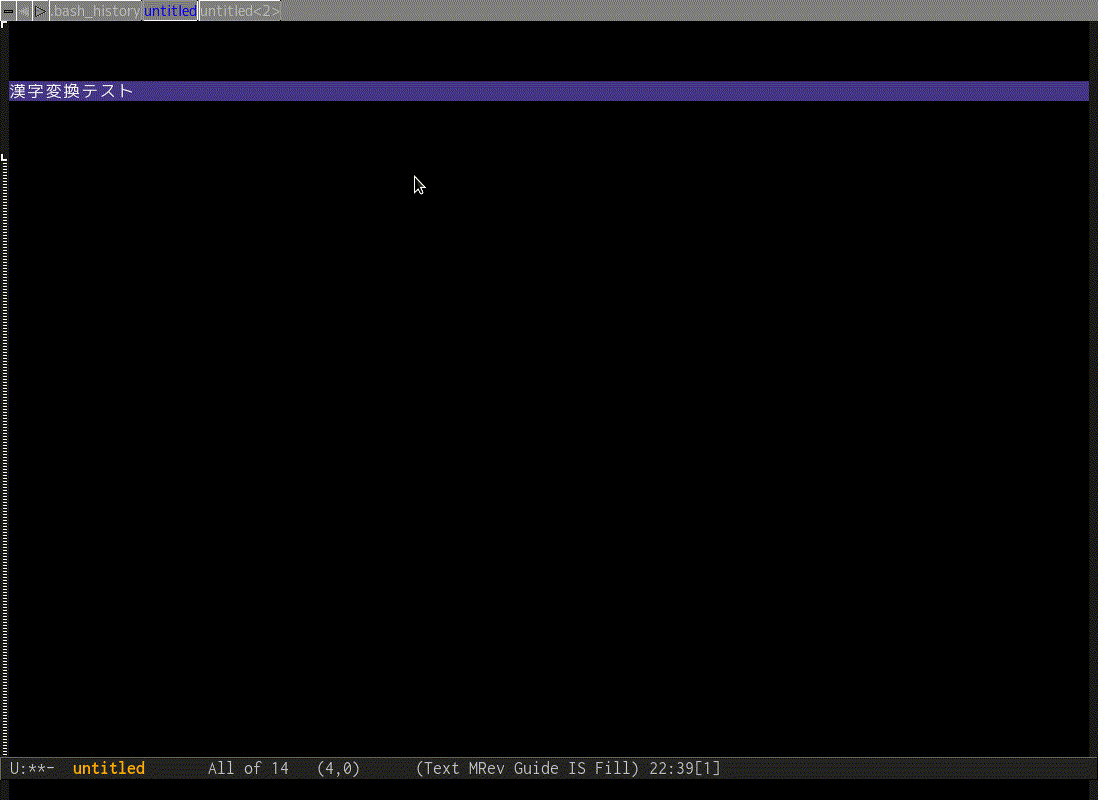 .bash_history untitled untitled<2>
漢字変換テスト
U:**-  untitled       All of 14   (4,0)      (Text MRev Guide IS Fill) 22:39[1]